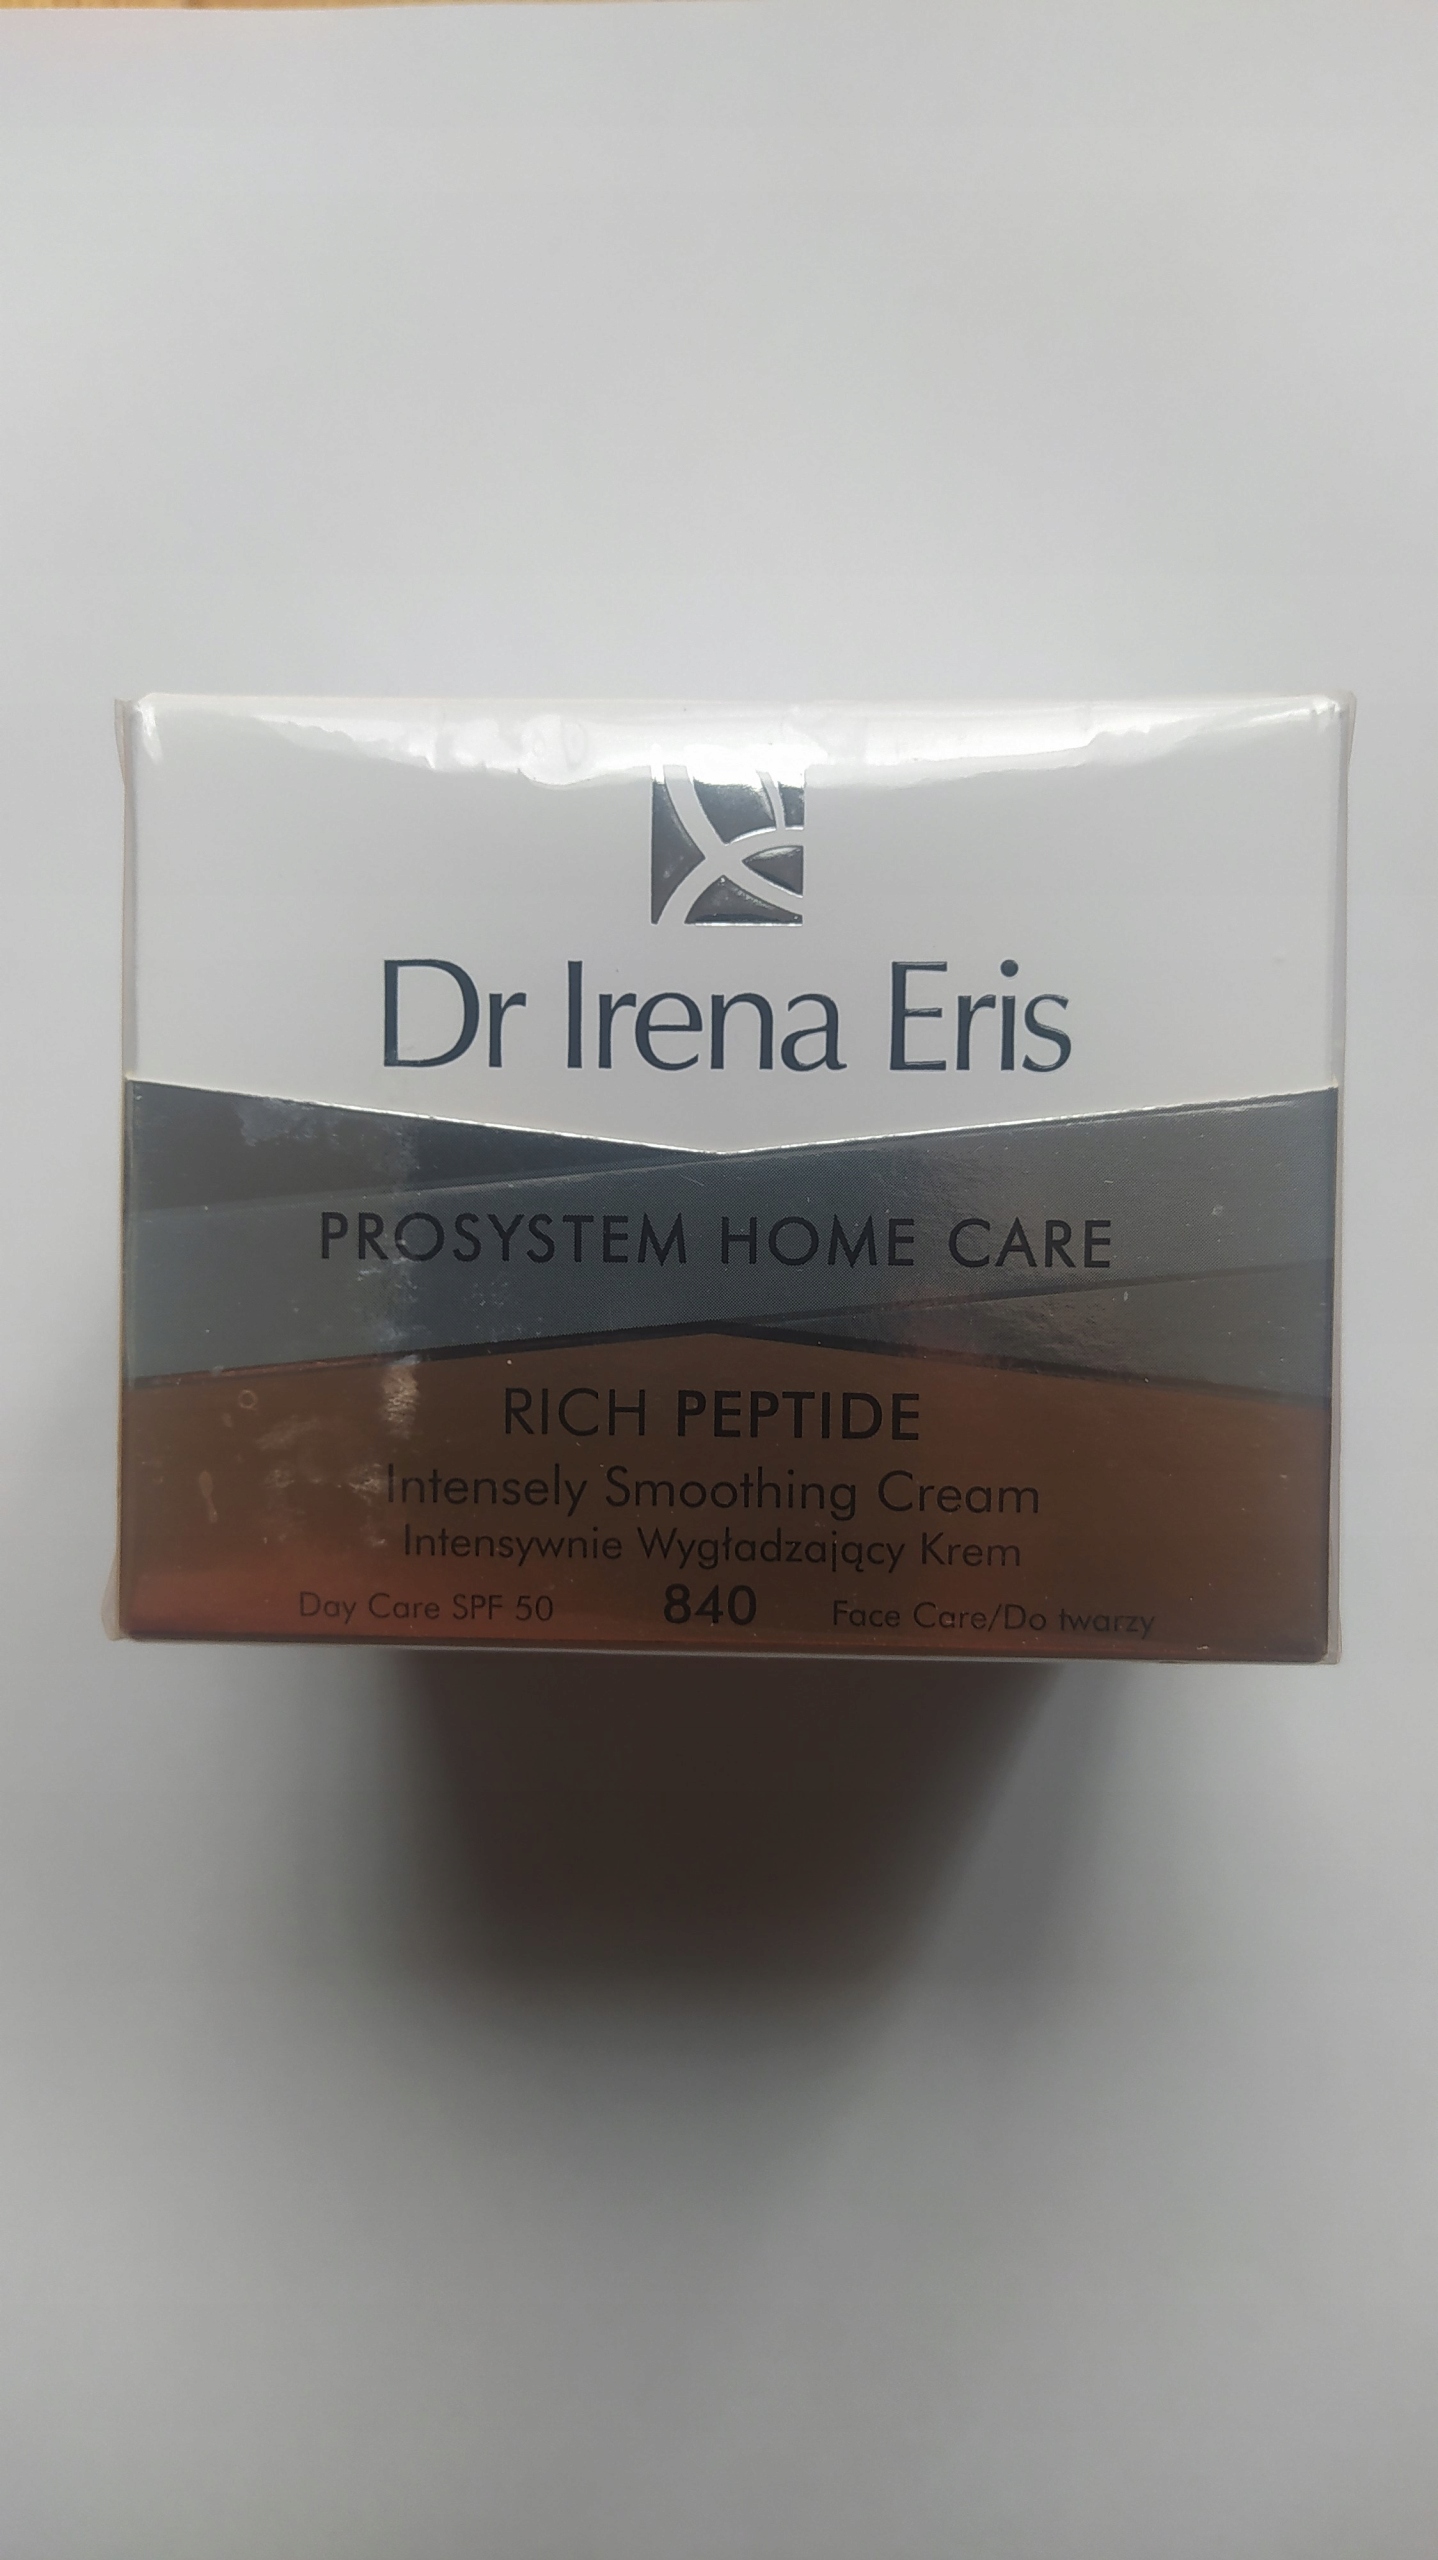 Dr Irena Eris
PROSYSTEM HOME CARE
RICH PEPTIDE
Intensely Smoothing Cream
Intensywnie Wygładzający Krem
Day Care SPF 50 840 Face Care/Do twarzy